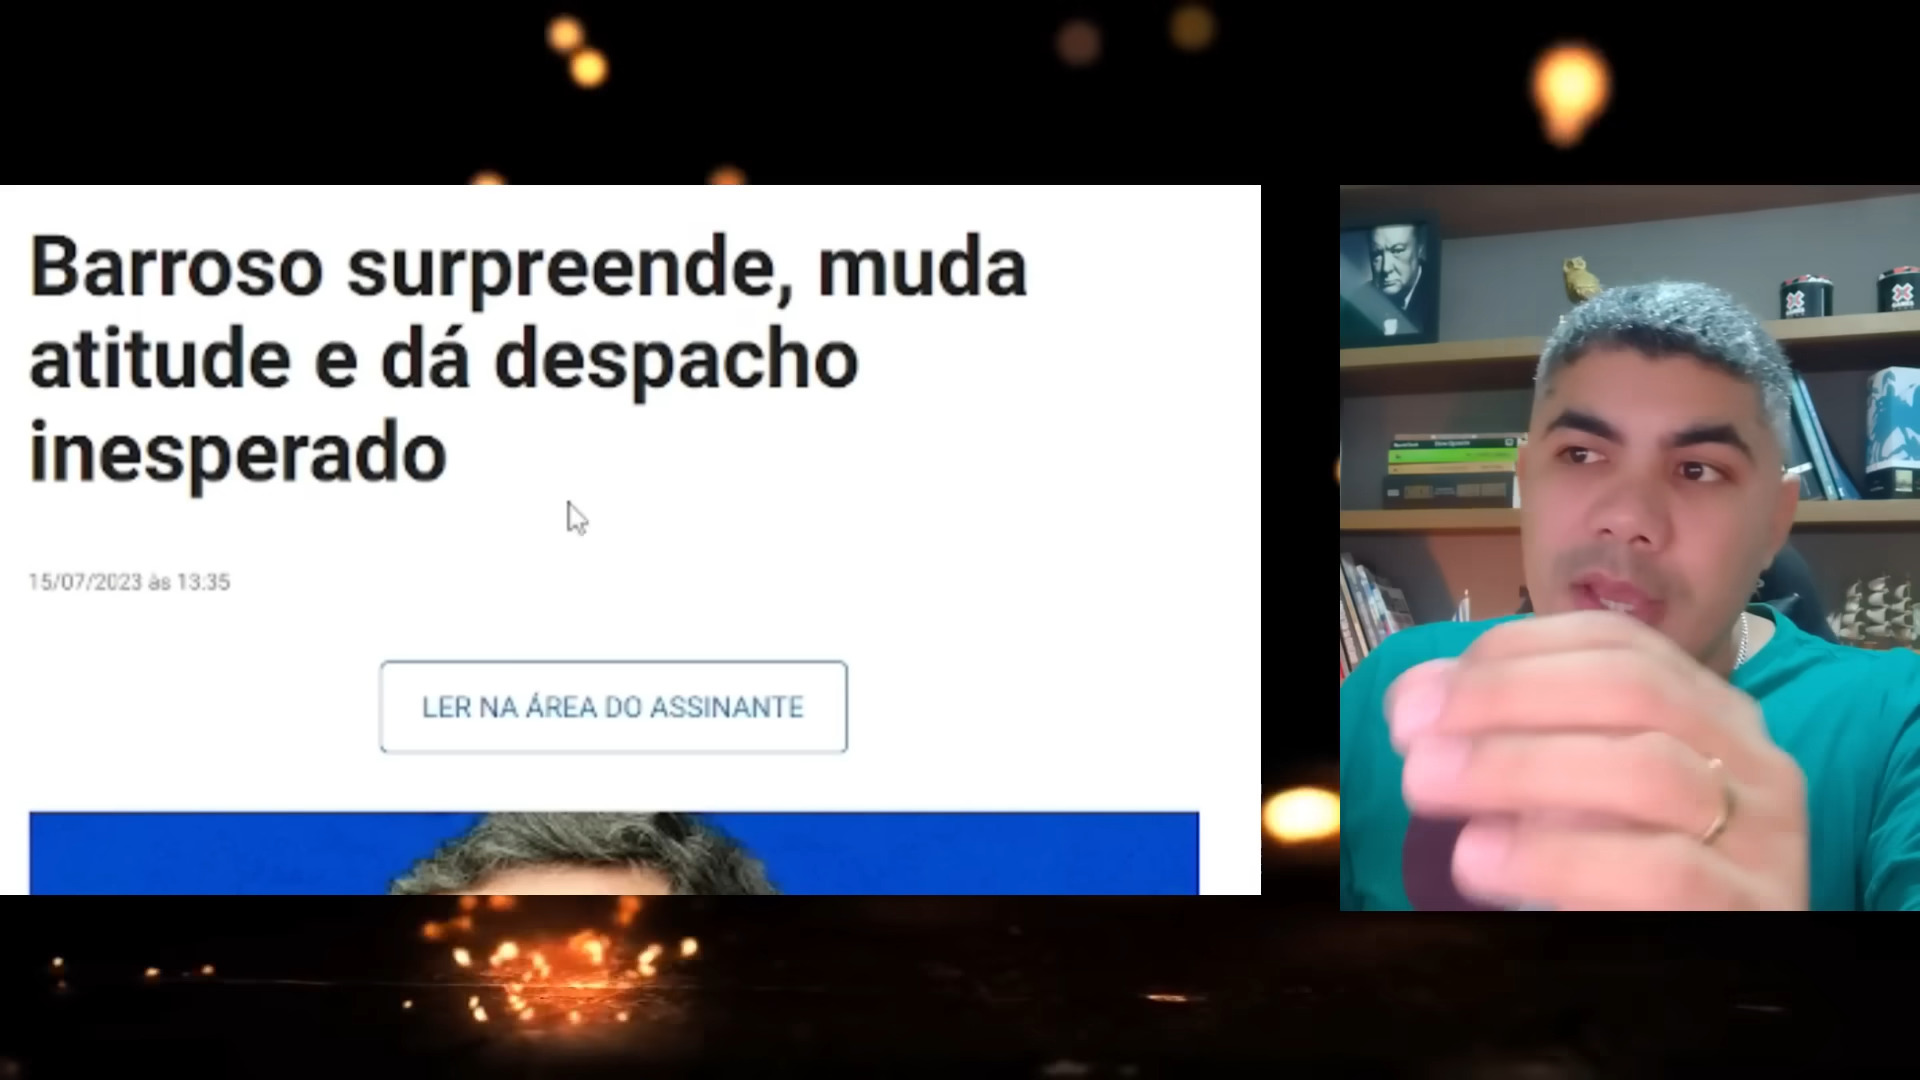 Barroso surpreende, muda
atitude e dá despacho
inesperado
15/07/2023 às 13:35
LER NA ÁREA DO ASSINANTE